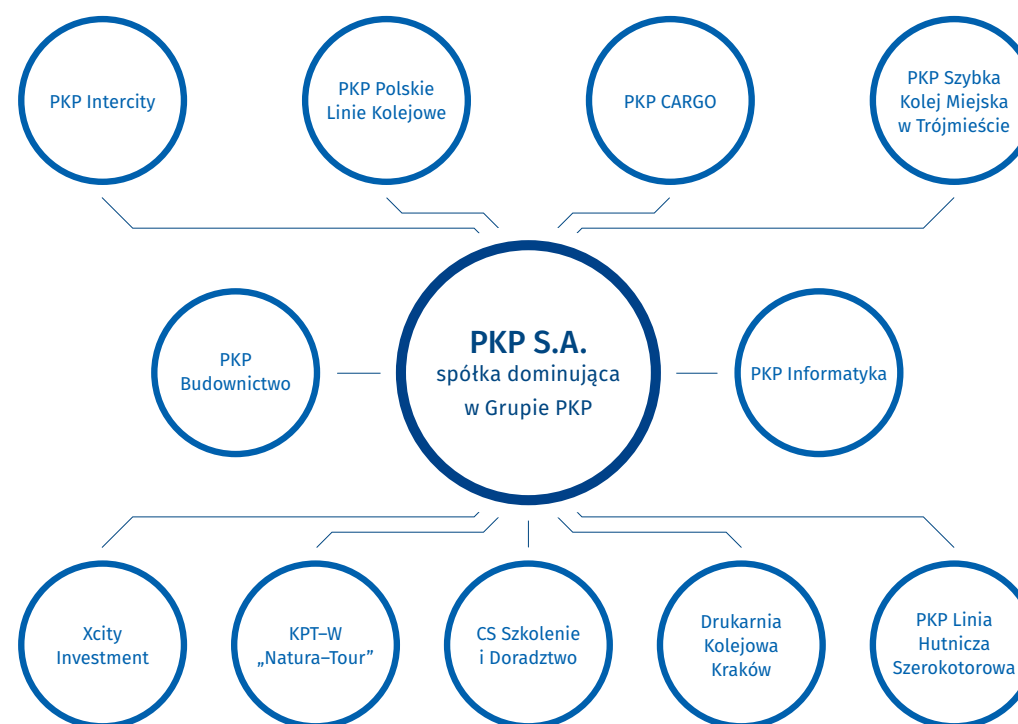 PKP Intercity
PKP Polskie
Linie Kolejowe
PKP CARGO
PKP Szybka
Kolej Miejska
w Trójmieście
PKP
Budownictwo
PKP S.A.
spółka dominująca
w Grupie PKP
PKP Informatyka
Xcity
Investment
KPT–W
„Natura–Tour”
CS Szkolenie
i Doradztwo
Drukarnia
Kolejowa
Kraków
PKP Linia
Hutnicza
Szerokotorowa